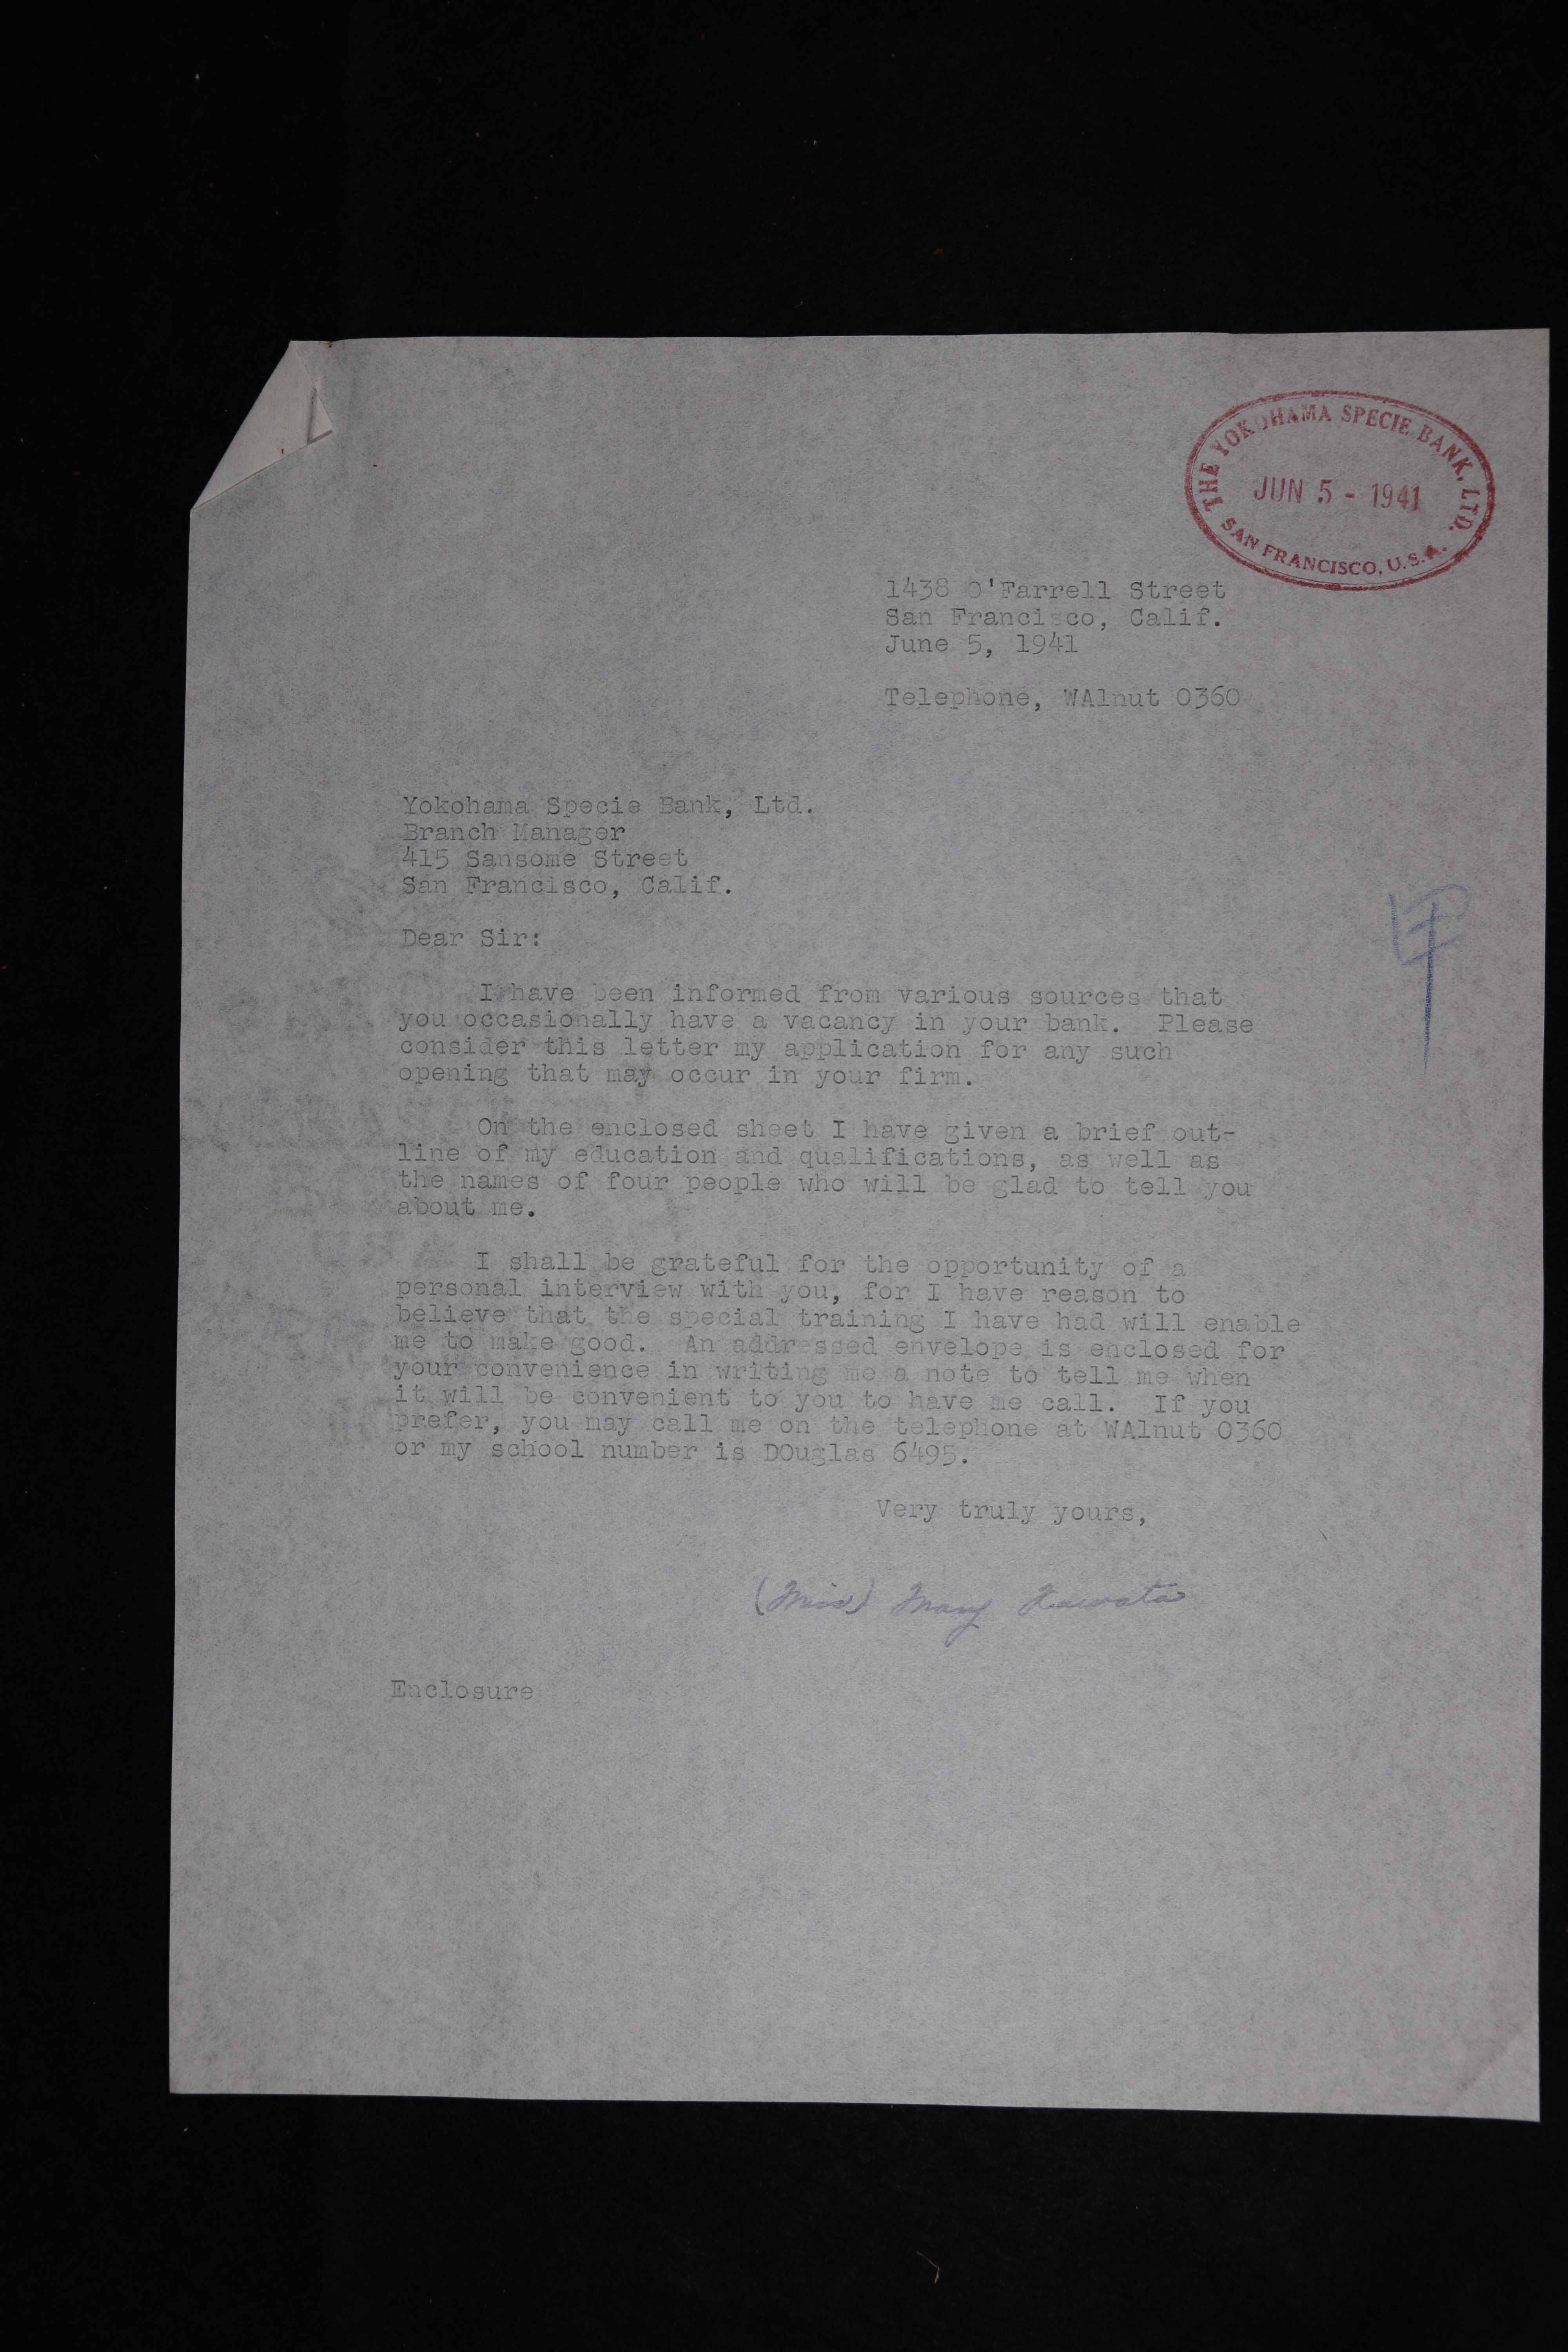 THE YOKOHAMA SPECIE BANK, LTD.
JUN 5 - 1941
SAN FRANCISCO, U.S.A.
1438 O'Farrell Street
San Francisco, Calif.
June 5, 1941
Telephone, WAlnut 0360
Yokohama Specie Bank, Ltd.
Branch Manager
415 Sansome Street
San Francisco, Calif.
Dear Sir:
I have been informed from various sources that
you occasionally have a vacancy in your bank. Please
consider this letter my application for any such
opening that may occur in your firm.
On the enclosed sheet I have given a brief out-
line of my education and qualifications, as well as
the names of four people who will be glad to tell you
about me.
I shall be grateful for the opportunity of a
personal interview with you, for I have reason to
believe that the special training I have had will enable
me to make good. An addressed envelope is enclosed for
your convenience in writing me a note to tell me when
it will be convenient to you to have me call. If you
prefer, you may call me on the telephone at WAlnut 0360
or my school number is DOuglas 6495.
Very truly yours,
(Miss) Mary Kawata
Enclosure